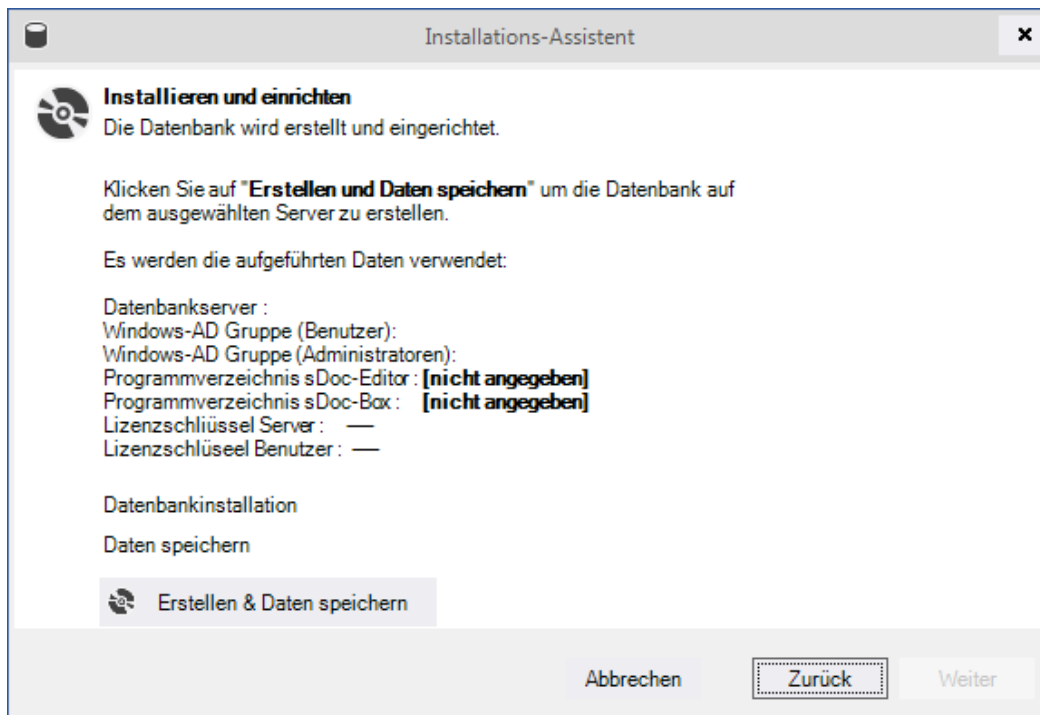 Installations-Assistent
Installieren und einrichten
Die Datenbank wird erstellt und eingerichtet.
Klicken Sie auf "Erstellen und Daten speichern" um die Datenbank auf
dem ausgewählten Server zu erstellen.
Es werden die aufgeführten Daten verwendet:
Datenbankserver :
Windows-AD Gruppe (Benutzer):
Windows-AD Gruppe (Administratoren):
Programmverzeichnis sDoc-Editor : [nicht angegeben]
Programmverzeichnis sDoc-Box : [nicht angegeben]
Lizenzschliüssel Server : ––
Lizenzschlüseel Benutzer : ––
Datenbankinstallation
Daten speichern
Erstellen & Daten speichern
Abbrechen Zurück Weiter